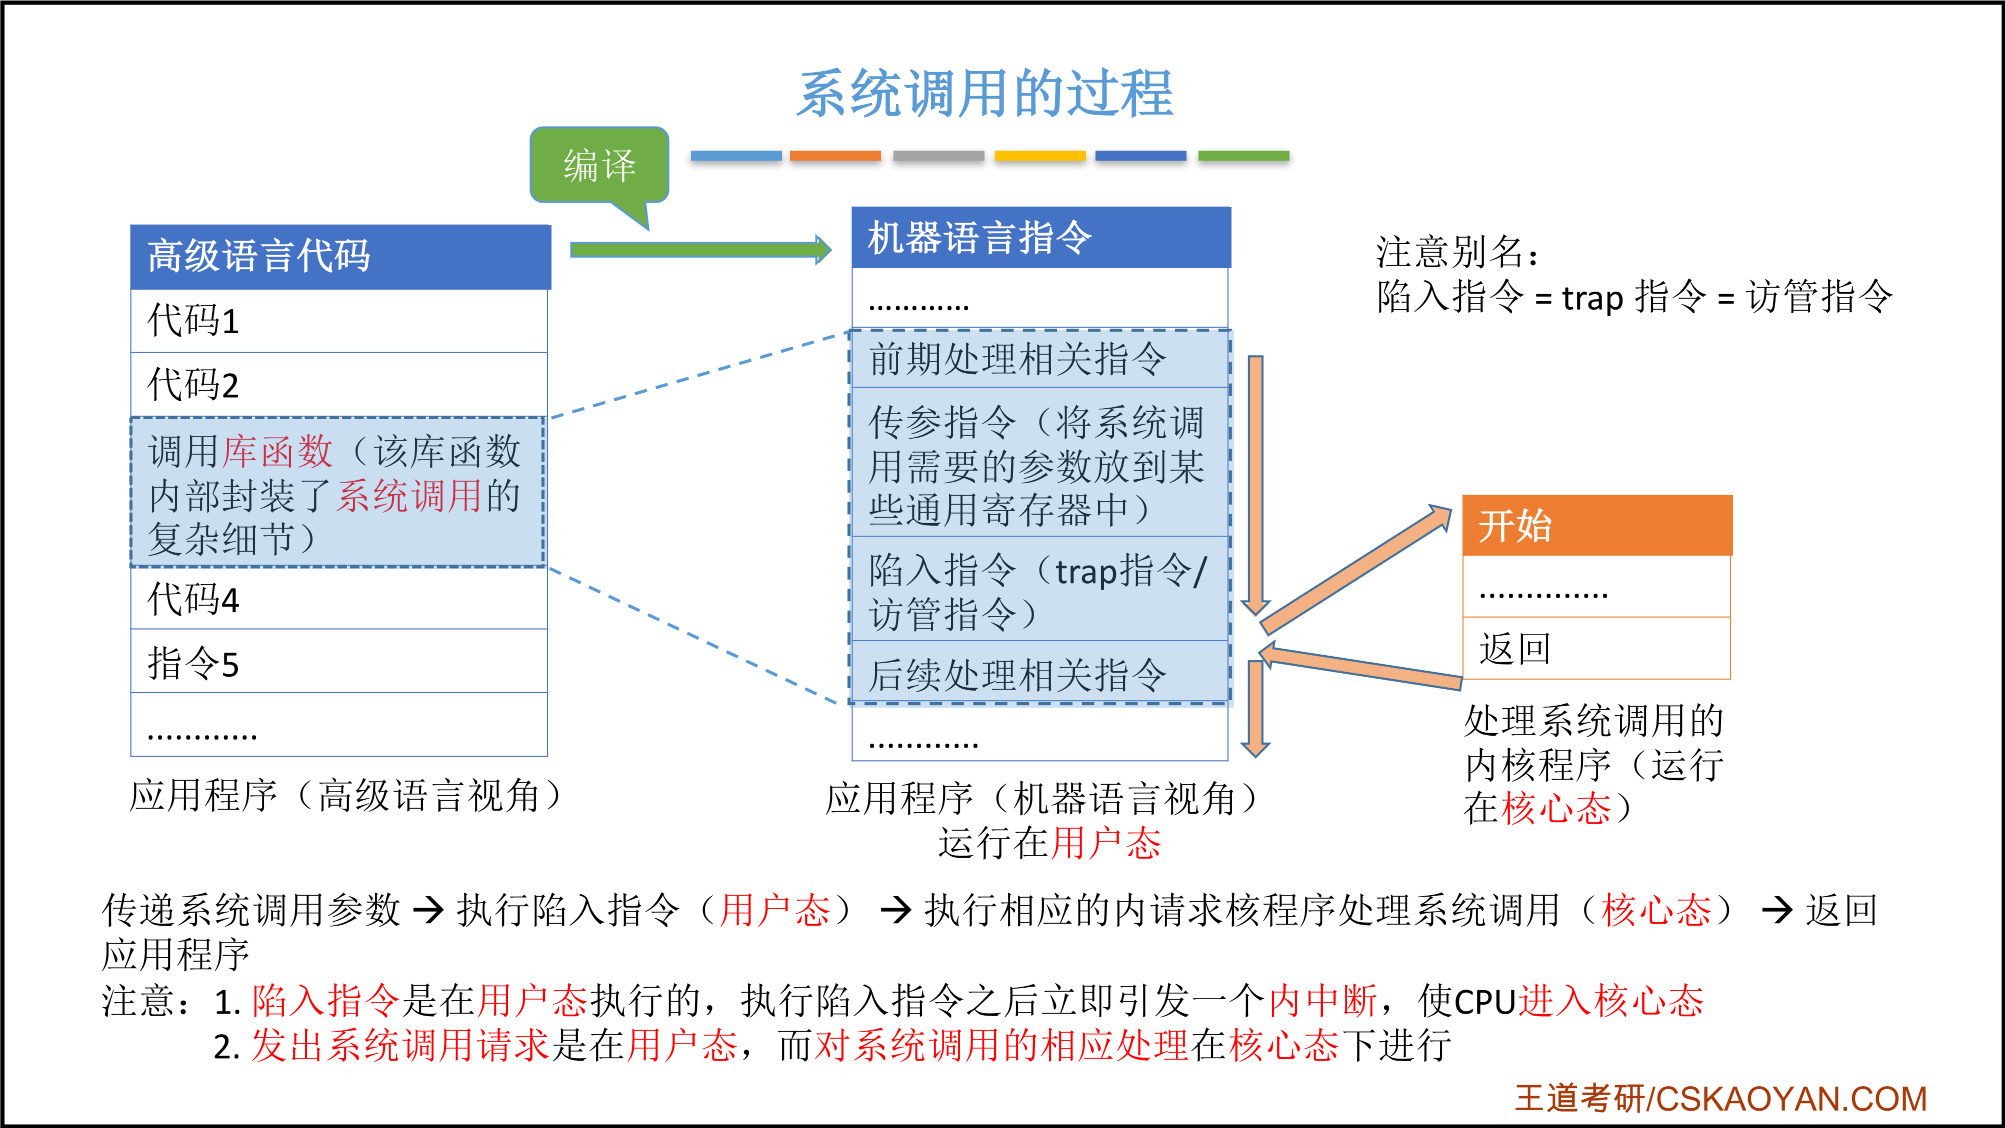 系统调用的过程
编译
高级语言代码
代码1
代码2
调用库函数（该库函数
内部封装了系统调用的
复杂细节）
代码4
指令5
…………
应用程序（高级语言视角）
机器语言指令
…………
前期处理相关指令
传参指令（将系统调
用需要的参数放到某
些通用寄存器中）
陷入指令（trap指令/
访管指令）
后续处理相关指令
…………
应用程序（机器语言视角）
运行在用户态
注意别名：
陷入指令 = trap 指令 = 访管指令
开始
…………..
返回
处理系统调用的
内核程序（运行
在核心态）
传递系统调用参数 → 执行陷入指令（用户态） → 执行相应的内请求核程序处理系统调用（核心态） → 返回
应用程序
注意：1. 陷入指令是在用户态执行的，执行陷入指令之后立即引发一个内中断，使CPU进入核心态
2. 发出系统调用请求是在用户态，而对系统调用的相应处理在核心态下进行
王道考研/CSKAOYAN.COM